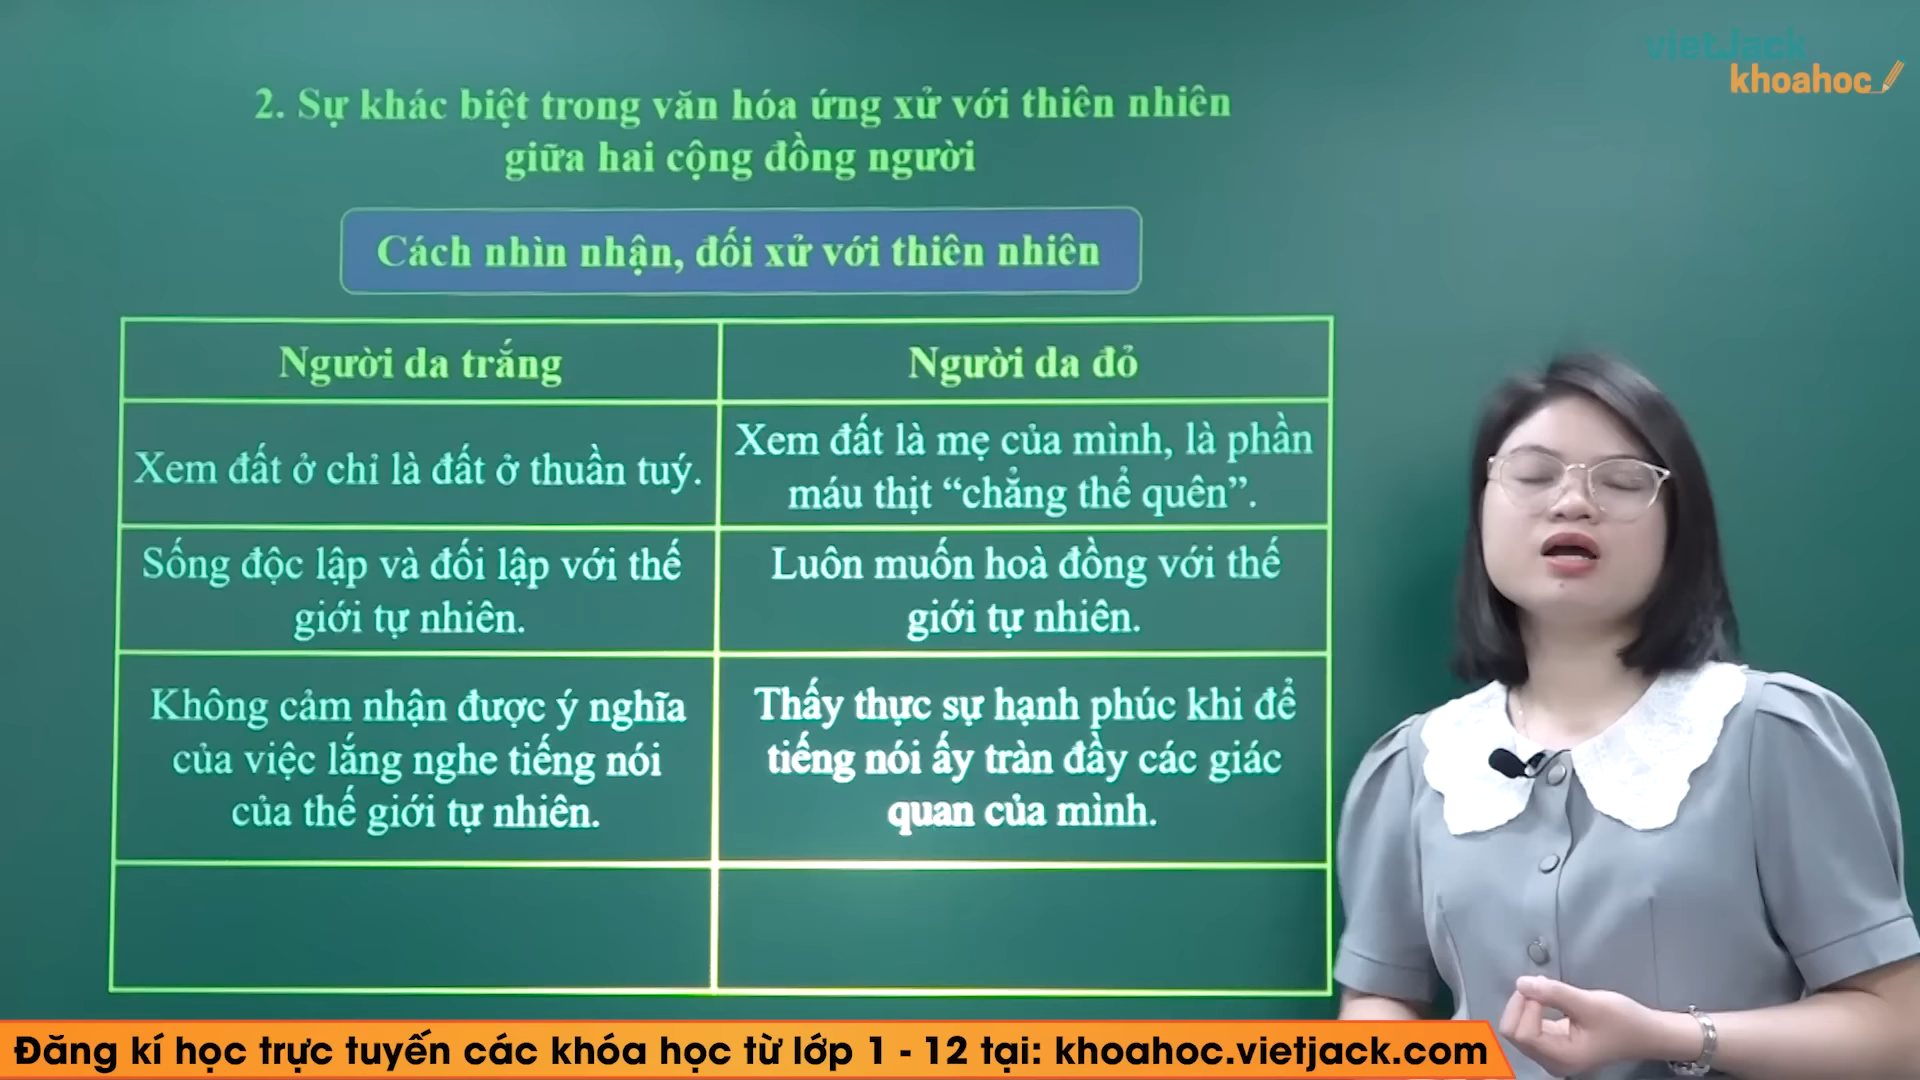 vietJack
khoahoc
2. Sự khác biệt trong văn hóa ứng xử với thiên nhiên
giữa hai cộng đồng người
Cách nhìn nhận, đối xử với thiên nhiên
Người da trắng
Người da đỏ
Xem đất ở chỉ là đất ở thuần tuý.
Xem đất là mẹ của mình, là phần
máu thịt “chẳng thể quên”.
Sống độc lập và đối lập với thế
giới tự nhiên.
Luôn muốn hoà đồng với thế
giới tự nhiên.
Không cảm nhận được ý nghĩa
của việc lắng nghe tiếng nói
của thế giới tự nhiên.
Thấy thực sự hạnh phúc khi để
tiếng nói ấy tràn đầy các giác
quan của mình.
Đăng kí học trực tuyến các khóa học từ lớp 1 - 12 tại: khoahoc.vietjack.com